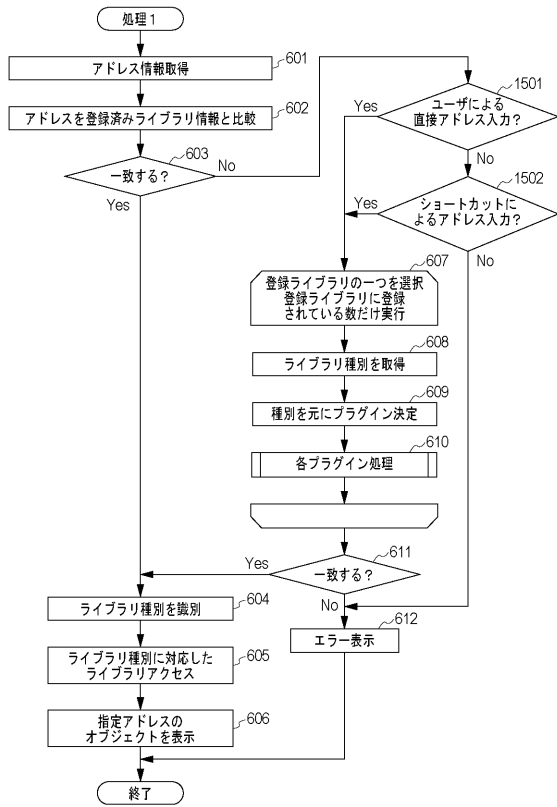 処理1
アドレス情報取得
601
アドレスを登録済みライブラリ情報と比較
602
一致する?
603
No
Yes
ユーザによる
直接アドレス入力?
1501
Yes
No
ショートカットに
よるアドレス入力?
1502
Yes
No
登録ライブラリの一つを選択
登録ライブラリに登録
されている数だけ実行
607
ライブラリ種別を取得
608
種別を元にプラグイン決定
609
各プラグイン処理
610
一致する?
611
Yes
No
ライブラリ種別を識別
604
エラー表示
612
ライブラリ種別に対応した
ライブラリアクセス
605
指定アドレスの
オブジェクトを表示
606
終了